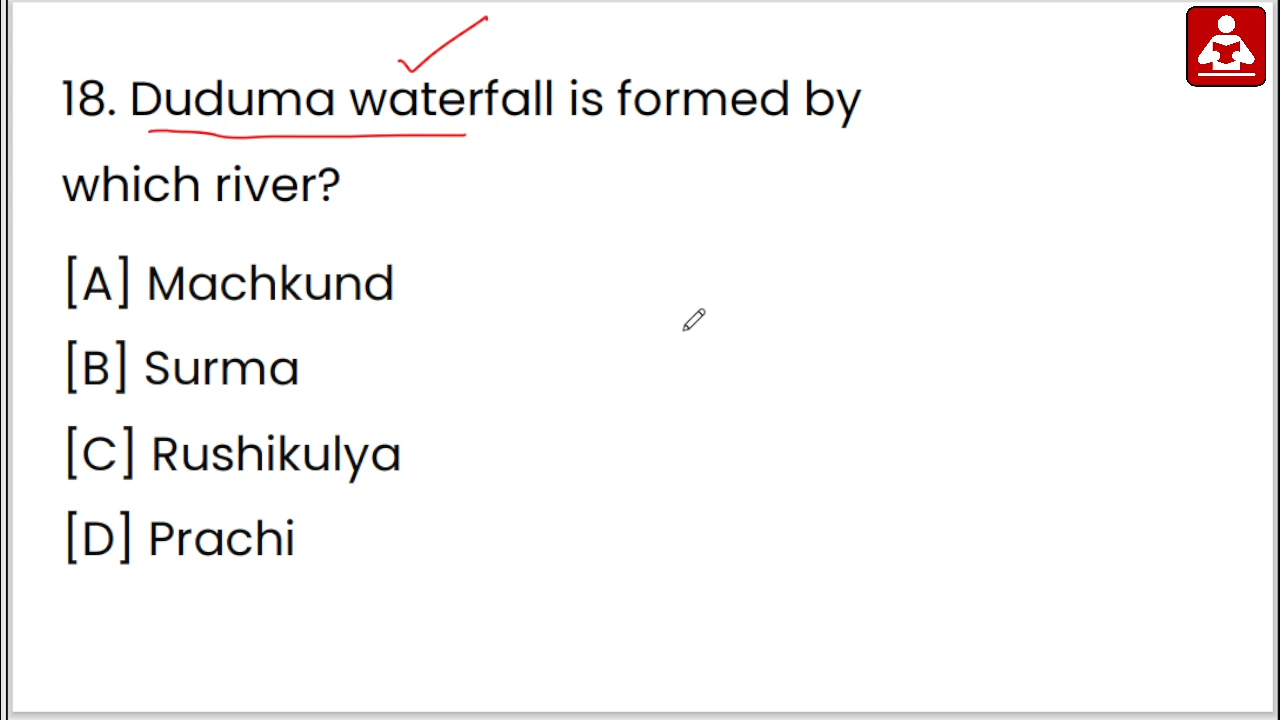 18. Duduma waterfall is formed by
which river?
[A] Machkund
[B] Surma
[C] Rushikulya
[D] Prachi